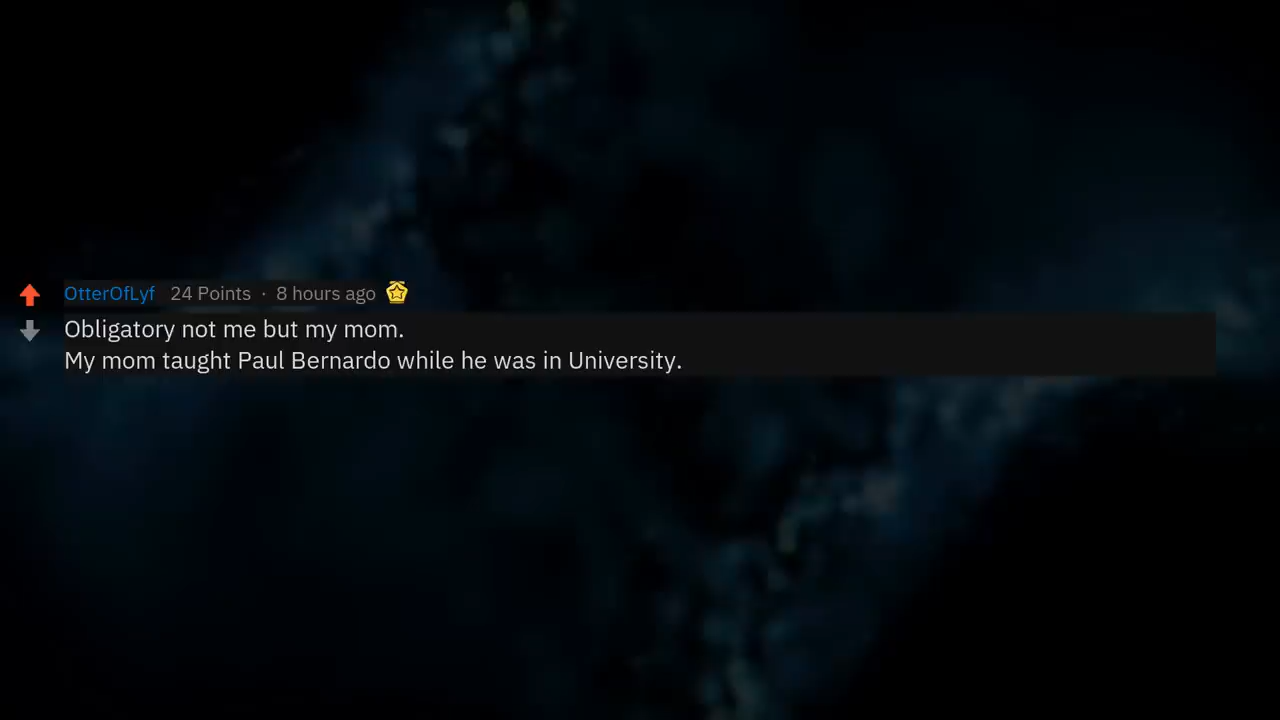 OtterOfLyf 24 Points · 8 hours ago
Obligatory not me but my mom.
My mom taught Paul Bernardo while he was in University.